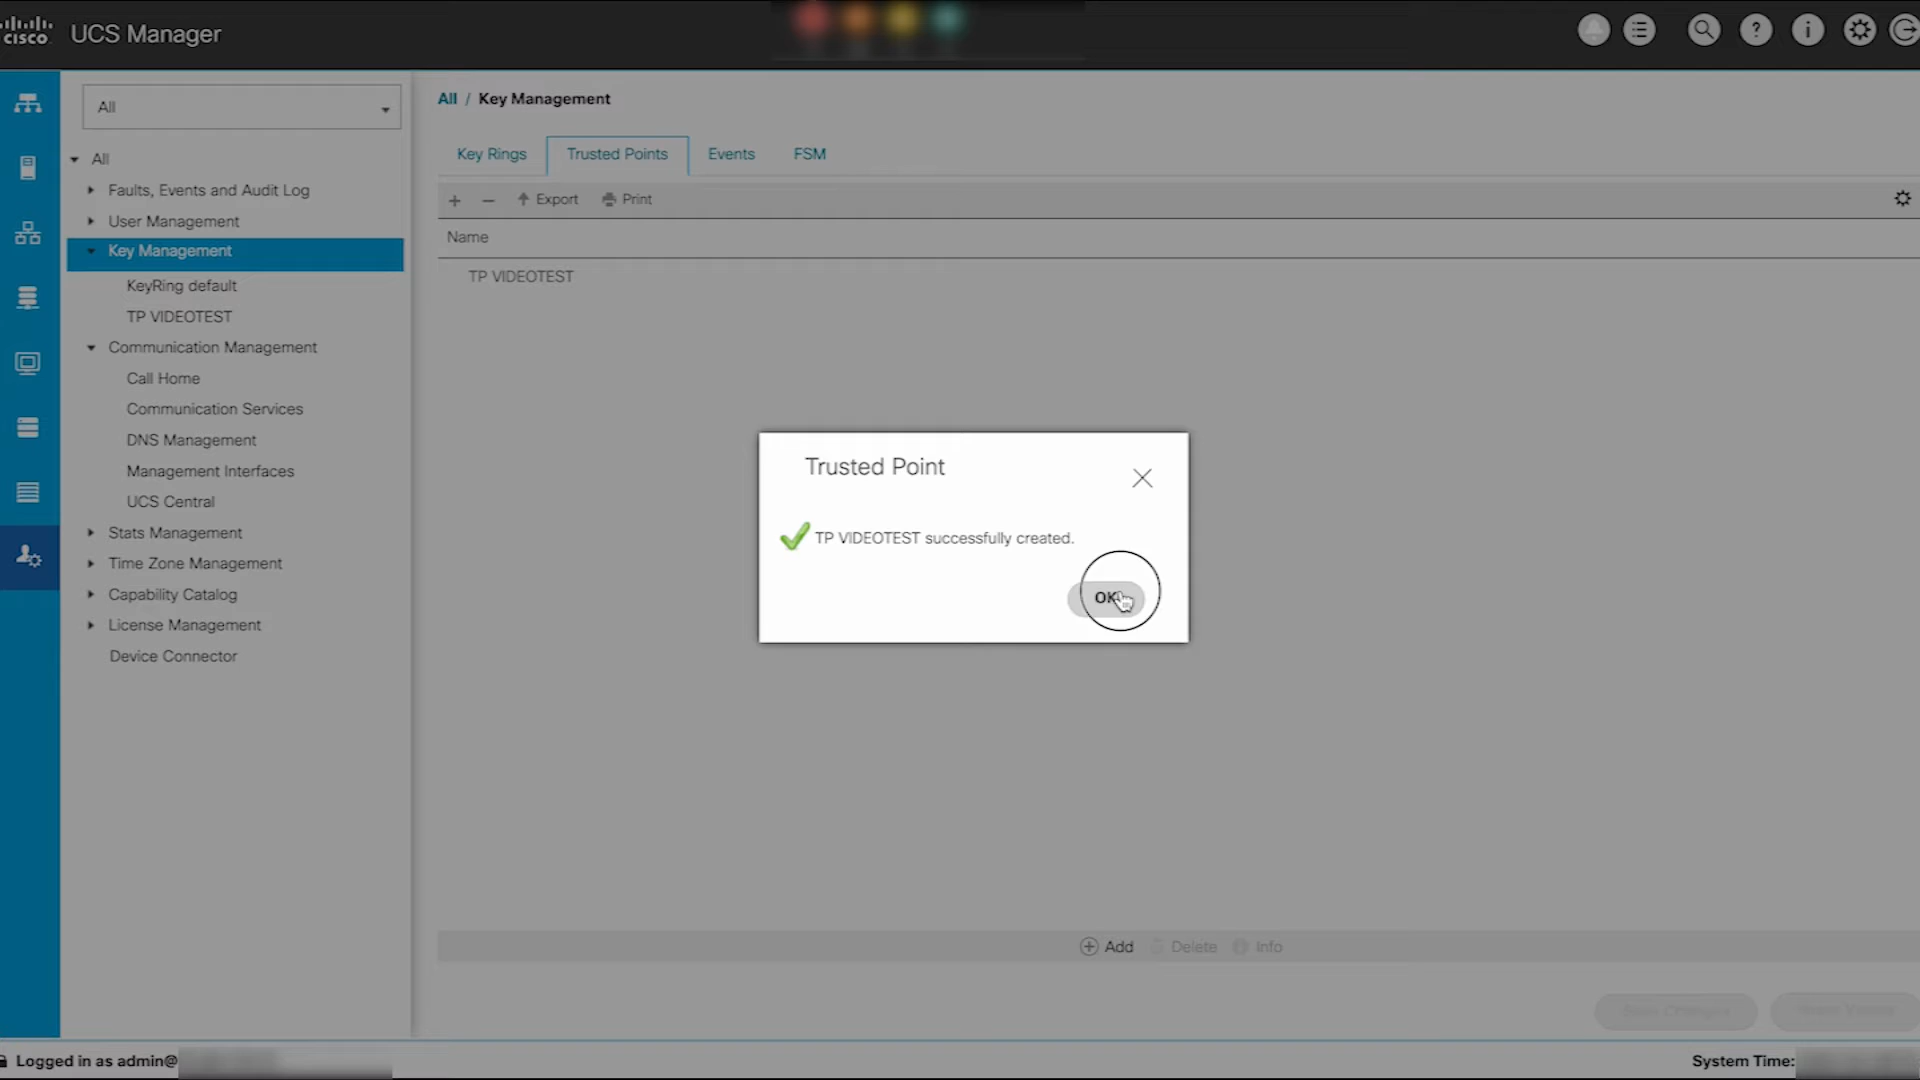 cisco UCS Manager
All
All
Faults, Events and Audit Log
User Management
Key Management
KeyRing default
TP VIDEOTEST
Communication Management
Call Home
Communication Services
DNS Management
Management Interfaces
UCS Central
Stats Management
Time Zone Management
Capability Catalog
License Management
Device Connector
All / Key Management
Key Rings Trusted Points Events FSM
+ − Export Print
Name
TP VIDEOTEST
Trusted Point
TP VIDEOTEST successfully created.
OK
Add Delete Info
Logged in as admin@
System Time: